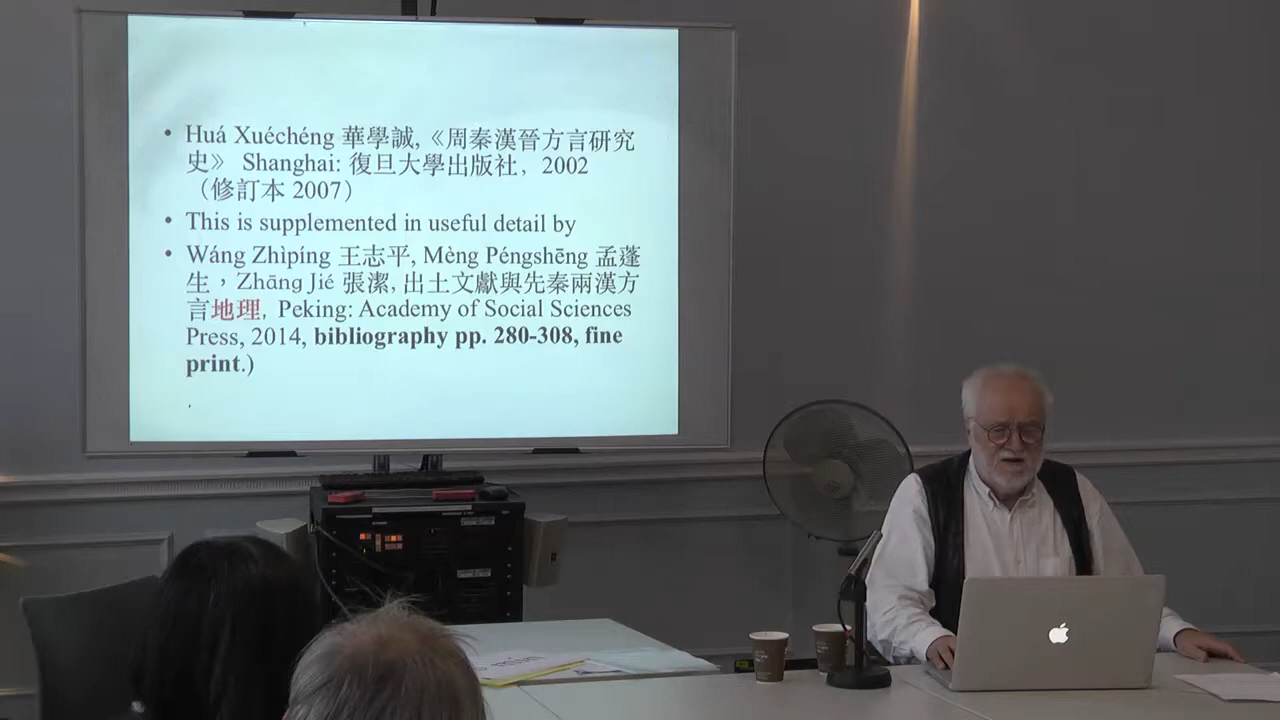 • Huá Xuéchéng 華學誠,《周秦漢晉方言研究
史》 Shanghai: 復旦大學出版社, 2002
（修訂本 2007）
• This is supplemented in useful detail by
• Wáng Zhìpíng 王志平, Mèng Péngshēng 孟蓬
生，Zhāng Jié 張潔, 出土文獻與先秦兩漢方
言地理, Peking: Academy of Social Sciences
Press, 2014, bibliography pp. 280-308, fine
print.)